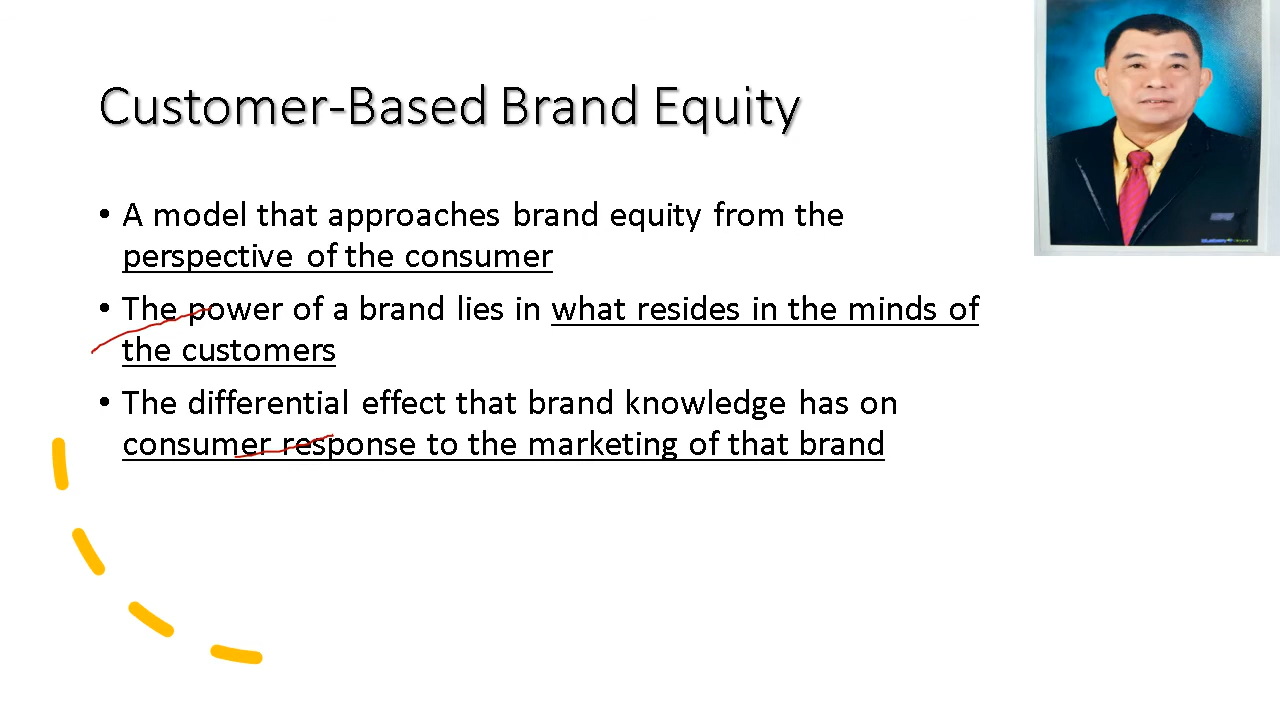 Customer-Based Brand Equity
• A model that approaches brand equity from the
perspective of the consumer
• The power of a brand lies in what resides in the minds of
the customers
• The differential effect that brand knowledge has on
consumer response to the marketing of that brand